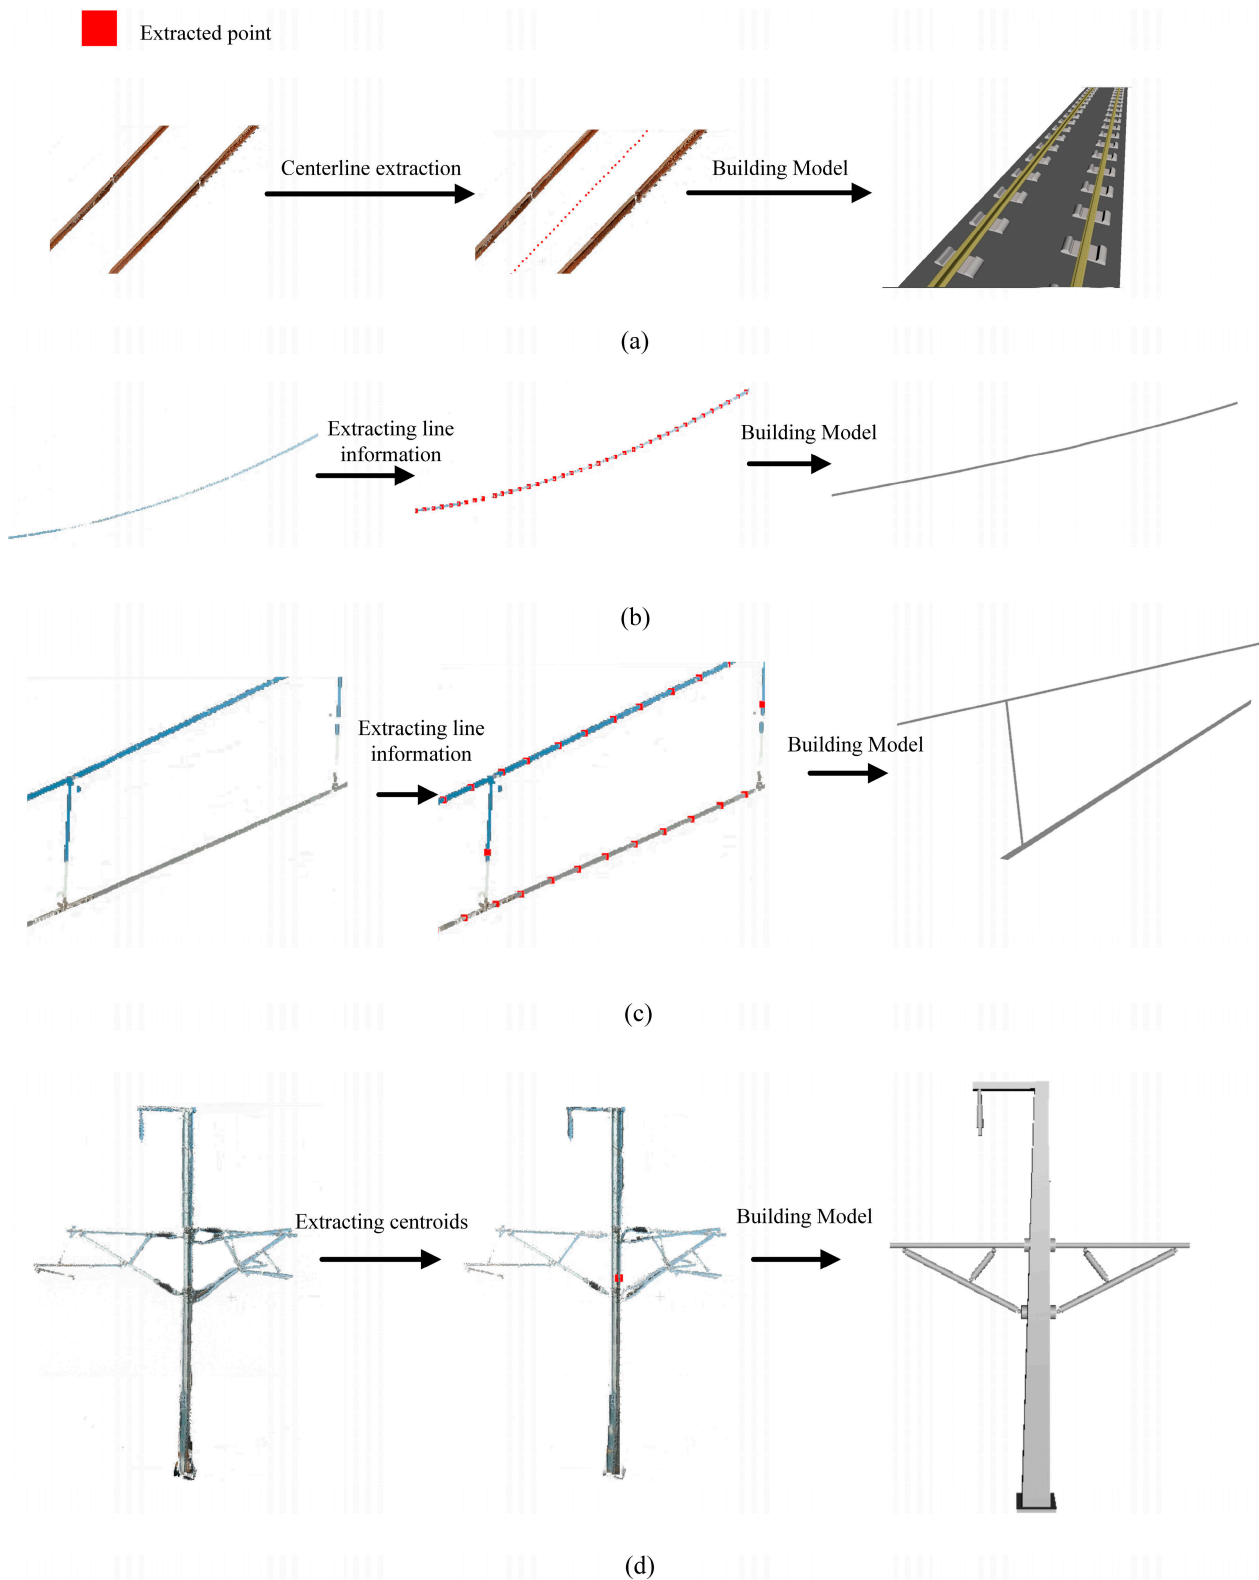 Extracted point
Centerline extraction
Building Model
(a)
Extracting line
information
Building Model
(b)
Extracting line
information
Building Model
(c)
Extracting centroids
Building Model
(d)